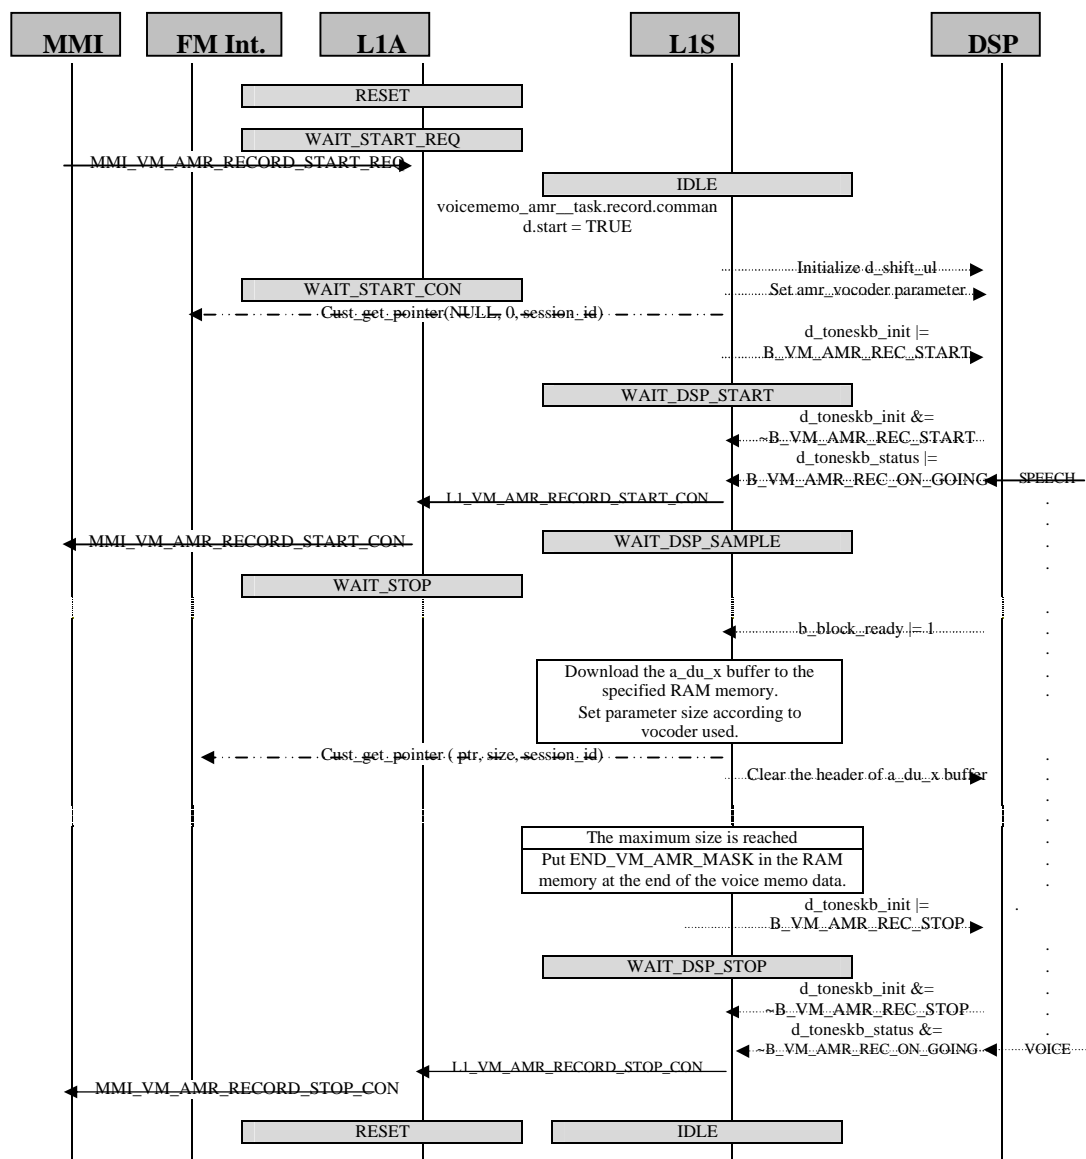 MMI FM Int. L1A L1S DSP
RESET
WAIT_START_REQ
MMI_VM_AMR_RECORD_START_REQ
IDLE
voicememo_amr__task.record.comman
d.start = TRUE
Initialize d_shift_ul
WAIT_START_CON
Set amr_vocoder parameter
Cust_get_pointer(NULL, 0, session_id)
d_toneskb_init |=
B_VM_AMR_REC_START
WAIT_DSP_START
d_toneskb_init &=
~B_VM_AMR_REC_START
d_toneskb_status |=
B_VM_AMR_REC_ON_GOING
SPEECH
L1_VM_AMR_RECORD_START_CON
MMI_VM_AMR_RECORD_START_CON
WAIT_DSP_SAMPLE
WAIT_STOP
b_block_ready |= 1
Download the a_du_x buffer to the
specified RAM memory.
Set parameter size according to
vocoder used.
Cust_get_pointer ( ptr, size, session_id)
Clear the header of a_du_x buffer
The maximum size is reached
Put END_VM_AMR_MASK in the RAM
memory at the end of the voice memo data.
d_toneskb_init |=
B_VM_AMR_REC_STOP
WAIT_DSP_STOP
d_toneskb_init &=
~B_VM_AMR_REC_STOP
d_toneskb_status &=
~B_VM_AMR_REC_ON_GOING
VOICE
L1_VM_AMR_RECORD_STOP_CON
MMI_VM_AMR_RECORD_STOP_CON
RESET
IDLE